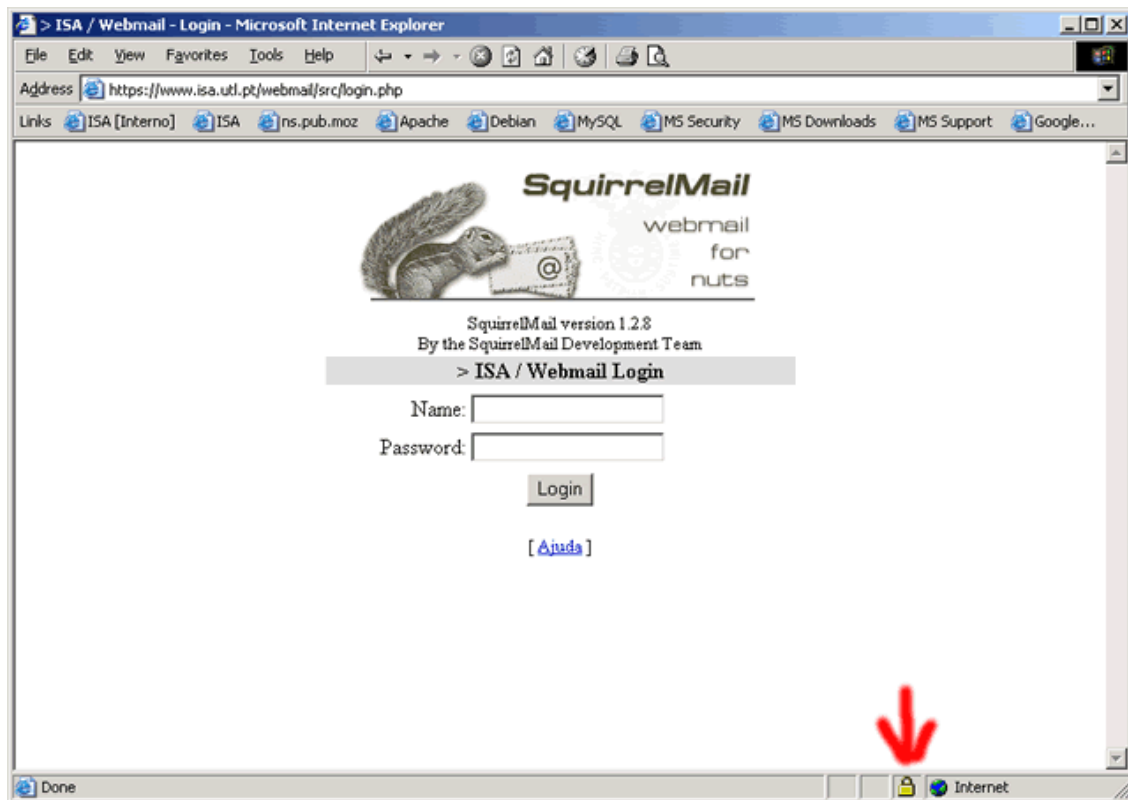 > ISA / Webmail - Login - Microsoft Internet Explorer
File Edit View Favorites Tools Help
Address https://www.isa.utl.pt/webmail/src/login.php
Links ISA [Interno] ISA ns.pub.moz Apache Debian MySQL MS Security MS Downloads MS Support Google...
SquirrelMail
webmail
for
nuts
@
SquirrelMail version 1.2.8
By the SquirrelMail Development Team
> ISA / Webmail Login
Name:
Password:
Login
[ Ajuda ]
Done Internet